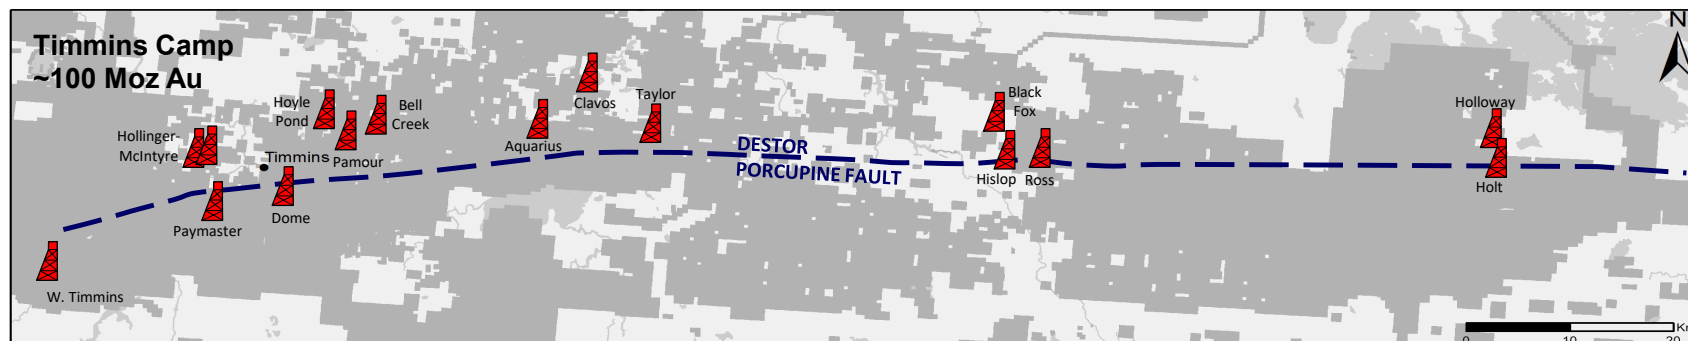 Timmins Camp
~100 Moz Au
N
Hoyle
Pond
Bell
Creek
Hollinger-
McIntyre
Timmins
Pamour
Clavos
Taylor
Aquarius
Black
Fox
Holloway
DESTOR
PORCUPINE FAULT
Hislop
Ross
Holt
Dome
Paymaster
W. Timmins
0 10 20